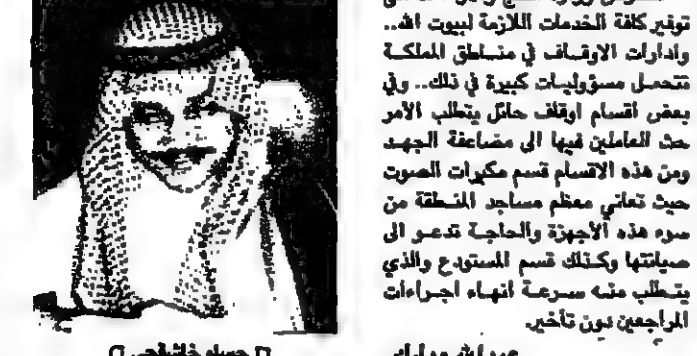 توفير كافة الخدمات اللازمة لبيوت الله..
وادارات الاوقاف في مناطق المملكة
تتحمل مسؤوليات كبيرة في ذلك.. وفي
بعض أقسام اوقاف حائل يتطلب الأمر
حث العاملين فيها الى مضاعفة الجهد
ومن هذه الاقسام قسم مكبرات الصوت
حيث تعاني معظم مساجد المنطقة من
سوء هذه الأجهزة والحاجة تدعو الى
صيانتها وكذلك قسم المستودع والذي
يتطلب منه سرعة انهاء اجراءات
المراجعين دون تأخير.